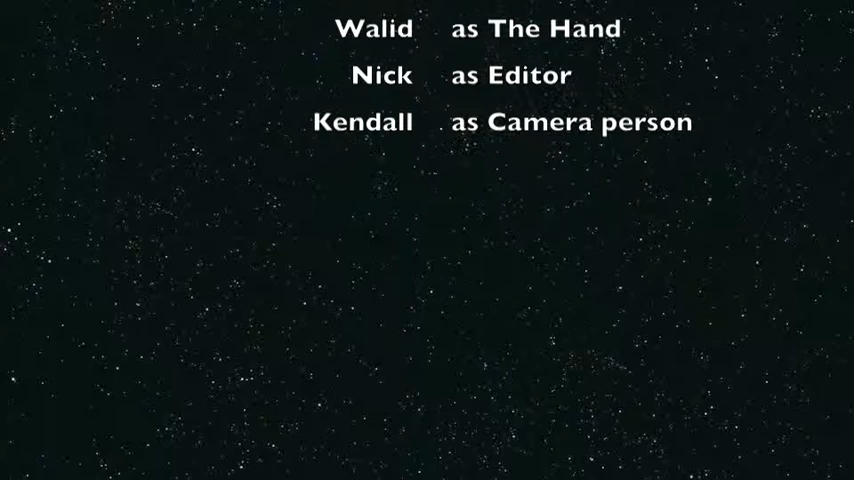 Walid as The Hand
Nick as Editor
Kendall as Camera person